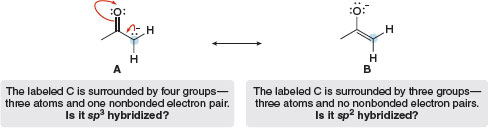 :O:
:O:⁻
:⁻ H
H
H
H
A
B
The labeled C is surrounded by four groups—
three atoms and one nonbonded electron pair.
Is it sp³ hybridized?
The labeled C is surrounded by three groups—
three atoms and no nonbonded electron pairs.
Is it sp² hybridized?